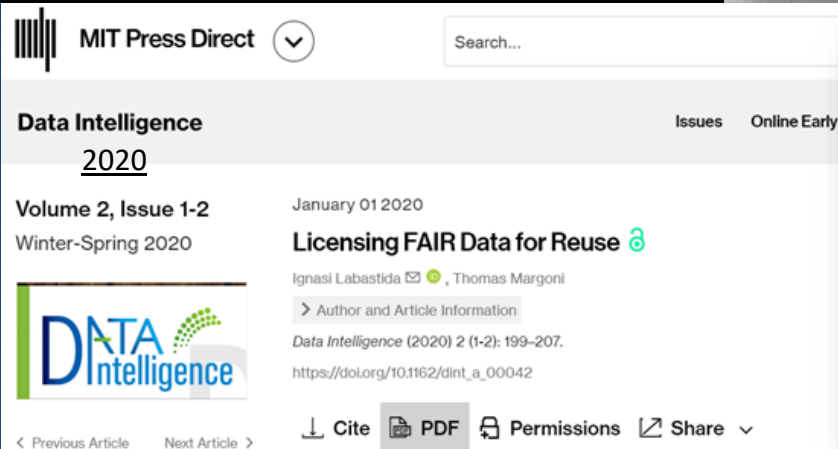 MIT Press Direct
Search...
Data Intelligence
Issues Online Early
2020
Volume 2, Issue 1-2
Winter-Spring 2020
January 01 2020
Licensing FAIR Data for Reuse
Ignasi Labastida , Thomas Margoni
> Author and Article Information
Data Intelligence (2020) 2 (1-2): 199–207.
https://doi.org/10.1162/dint_a_00042
DATA
Intelligence
Cite PDF Permissions Share
< Previous Article Next Article >